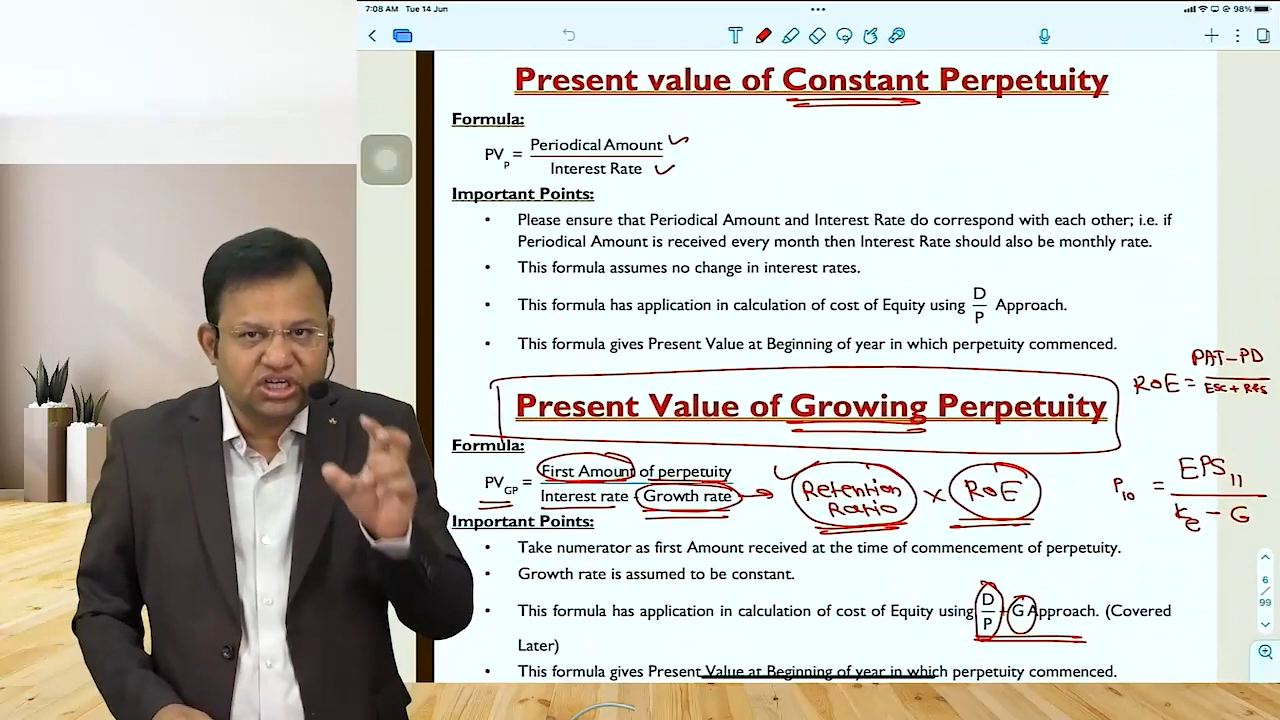 7:08 AM Tue 14 Jun
98%
Present value of Constant Perpetuity
Formula:
PVP = Periodical Amount / Interest Rate
Important Points:
• Please ensure that Periodical Amount and Interest Rate do correspond with each other; i.e. if
Periodical Amount is received every month then Interest Rate should also be monthly rate.
• This formula assumes no change in interest rates.
• This formula has application in calculation of cost of Equity using D/P Approach.
• This formula gives Present Value at Beginning of year in which perpetuity commenced.
ROE = PAT-PD / ESC + Res
Present Value of Growing Perpetuity
Formula:
PVGP = First Amount of perpetuity / Interest rate - Growth rate → Retention Ratio × ROE
P10 = EPS11 / Ke - G
Important Points:
• Take numerator as first Amount received at the time of commencement of perpetuity.
• Growth rate is assumed to be constant.
• This formula has application in calculation of cost of Equity using D/P + G Approach. (Covered
Later)
• This formula gives Present Value at Beginning of year in which perpetuity commenced.
6
/
99